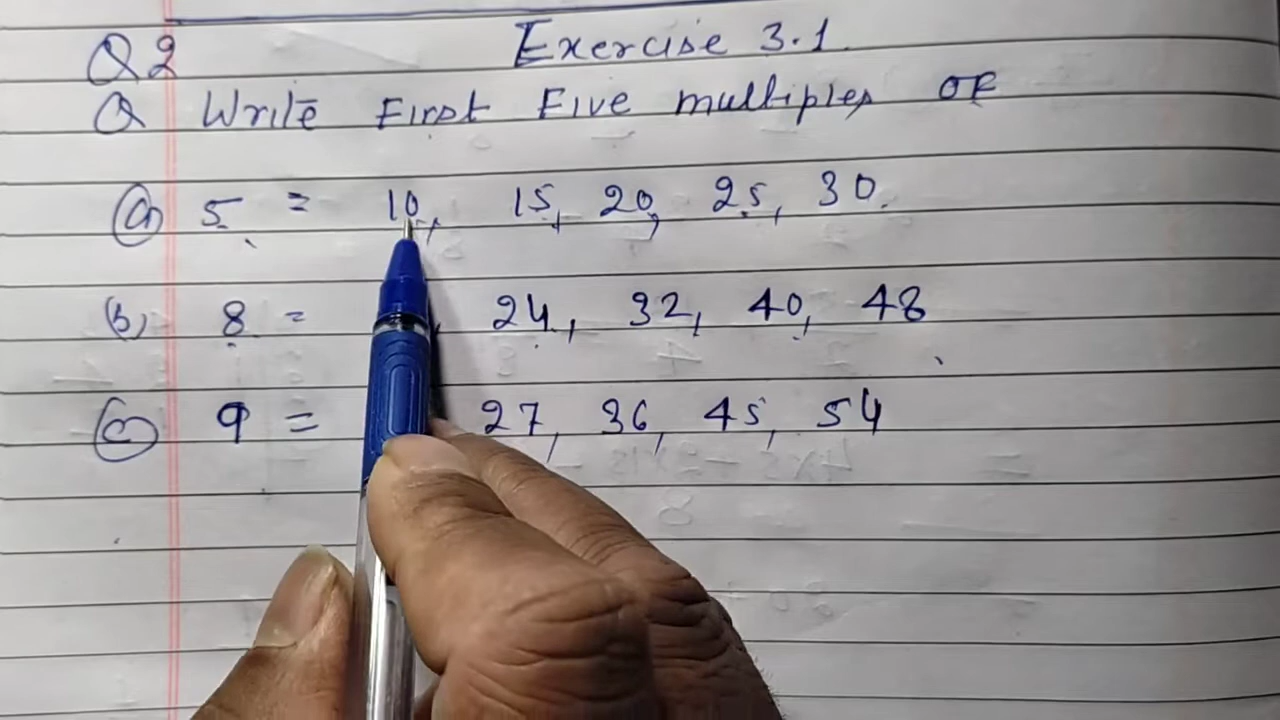 Q2 Exercise 3.1
Q Write First Five multiples OF
(a) 5 = 10, 15, 20, 25, 30.
(b) 8 = , 24, 32, 40, 48
(c) 9 = 27, 36, 45, 54